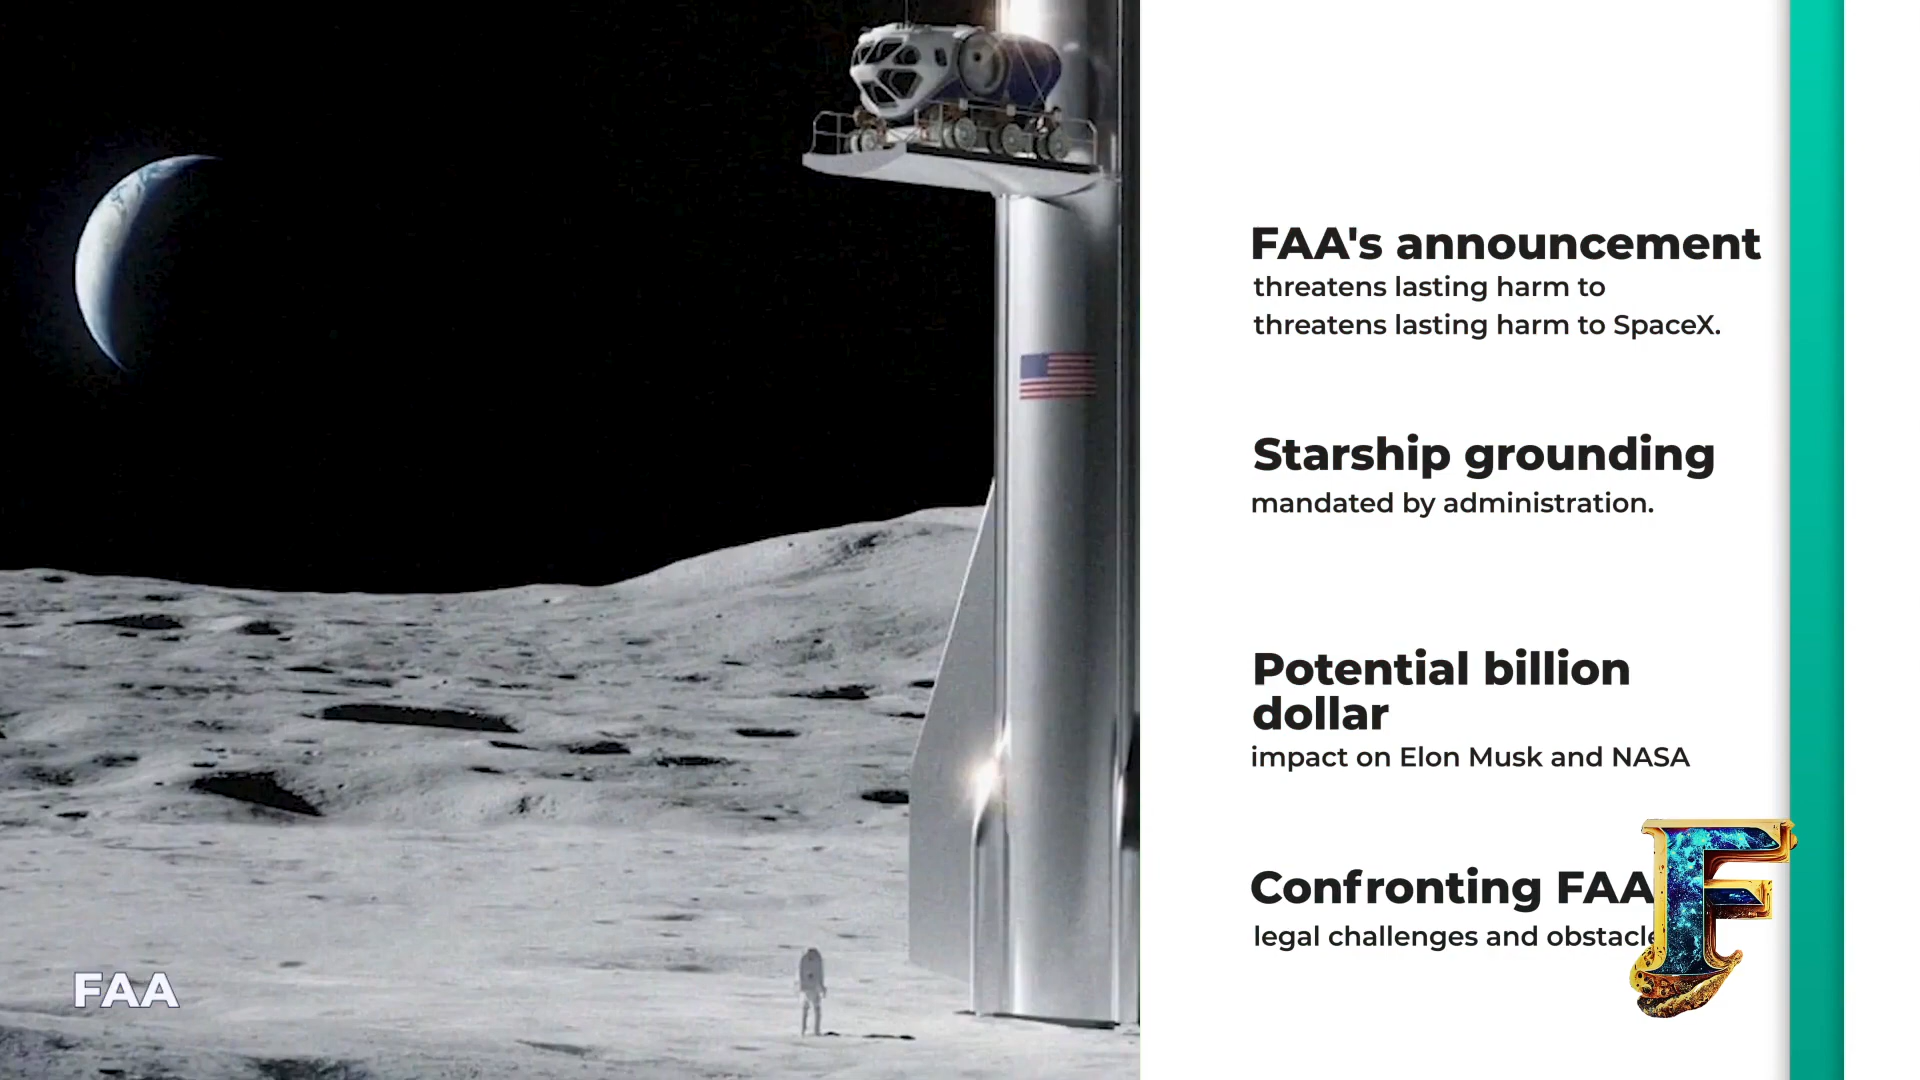 FAA's announcement
threatens lasting harm to
threatens lasting harm to SpaceX.
Starship grounding
mandated by administration.
Potential billion
dollar
impact on Elon Musk and NASA
Confronting FAA
legal challenges and
F
FAA